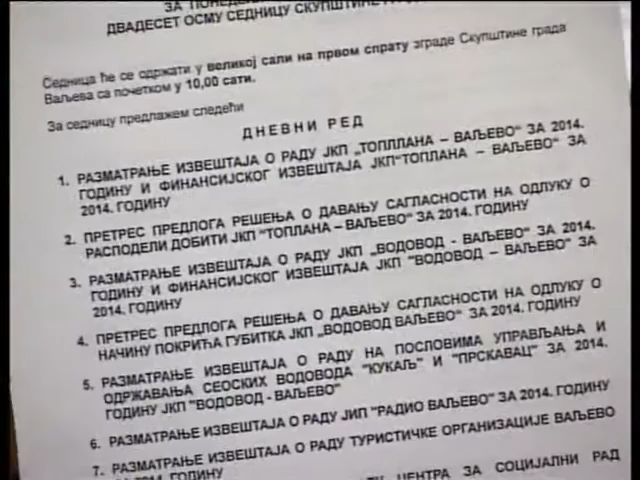 ЗА
ДВАДЕСЕТ ОСМУ СЕДНИЦУ СКУПШТИНЕ
Седница ће се одржати у великој сали на првом спрату зграде Скупштине града
Ваљева са почетком у 10,00 сати.
За седницу предлажем следећи
ДНЕВНИ РЕД
1. РАЗМАТРАЊЕ ИЗВЕШТАЈА О РАДУ ЈКП „ТОПЛЛАНА – ВАЉЕВО“ ЗА 2014.
ГОДИНУ И ФИНАНСИЈСКОГ ИЗВЕШТАЈА ЈКП“ТОПЛАНА – ВАЉЕВО“ ЗА
2014. ГОДИНУ
2. ПРЕТРЕС ПРЕДЛОГА РЕШЕЊА О ДАВАЊУ САГЛАСНОСТИ НА ОДЛУКУ О
РАСПОДЕЛИ ДОБИТИ ЈКП "ТОПЛАНА – ВАЉЕВО“ ЗА 2014. ГОДИНУ
3. РАЗМАТРАЊЕ ИЗВЕШТАЈА О РАДУ ЈКП „ВОДОВОД - ВАЉЕВО“ ЗА 2014.
ГОДИНУ И ФИНАНСИЈСКОГ ИЗВЕШТАЈА ЈКП "ВОДОВОД – ВАЉЕВО“ ЗА
2014. ГОДИНУ
4. ПРЕТРЕС ПРЕДЛОГА РЕШЕЊА О ДАВАЊУ САГЛАСНОСТИ НА ОДЛУКУ О
НАЧИНУ ПОКРИЋА ГУБИТКА ЈКП „ВОДОВОД ВАЉЕВО“ ЗА 2014. ГОДИНУ
5. РАЗМАТРАЊЕ ИЗВЕШТАЈА О РАДУ НА ПОСЛОВИМА УПРАВЉАЊА И
ОДРЖАВАЊА СЕОСКИХ ВОДОВОДА "КУКАЉ" И "ПРСКАВАЦ" ЗА 2014.
ГОДИНУ ЈКП "ВОДОВОД - ВАЉЕВО"
6. РАЗМАТРАЊЕ ИЗВЕШТАЈА О РАДУ ЈИП "РАДИО ВАЉЕВО" ЗА 2014. ГОДИНУ
7. РАЗМАТРАЊЕ ИЗВЕШТАЈА О РАДУ ТУРИСТИЧКЕ ОРГАНИЗАЦИЈЕ ВАЉЕВО
ЗА 2014. ГОДИНУ
ЦЕНТРА ЗА СОЦИЈАЛНИ РАД